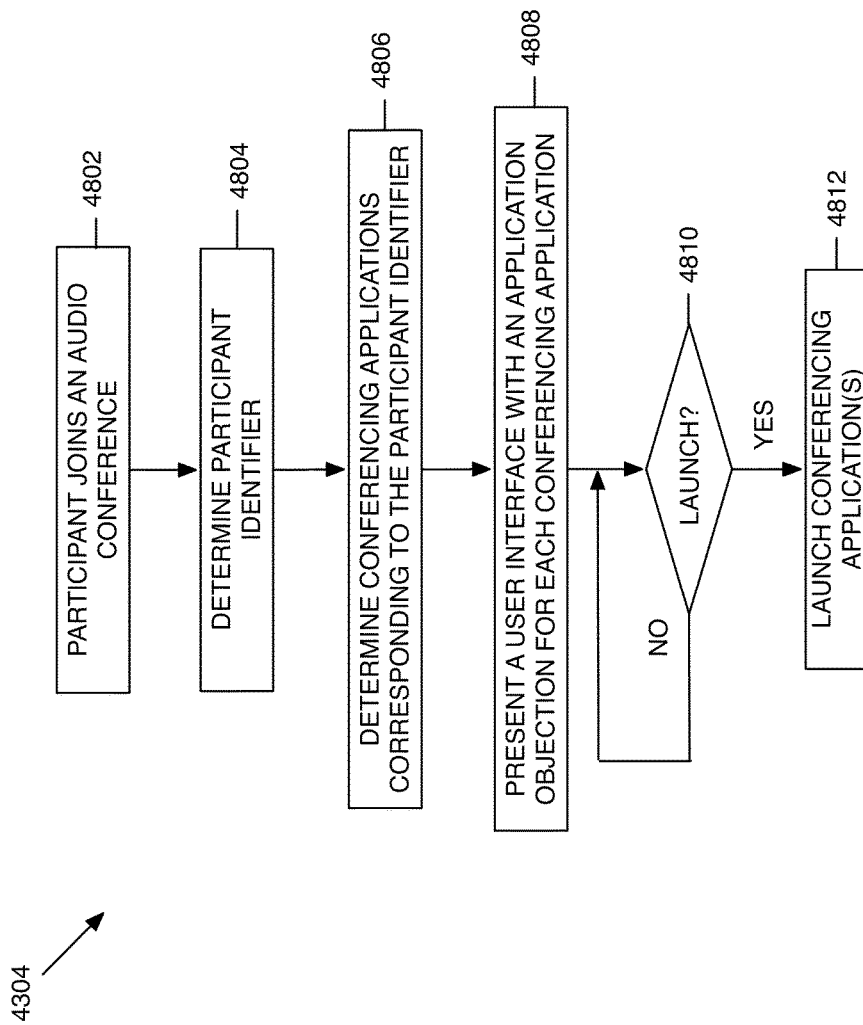 4304
PARTICIPANT JOINS AN AUDIO
CONFERENCE
4802
DETERMINE PARTICIPANT
IDENTIFIER
4804
DETERMINE CONFERENCING APPLICATIONS
CORRESPONDING TO THE PARTICIPANT IDENTIFIER
4806
PRESENT A USER INTERFACE WITH AN APPLICATION
OBJECTION FOR EACH CONFERENCING APPLICATION
4808
LAUNCH?
4810
NO
YES
LAUNCH CONFERENCING
APPLICATION(S)
4812